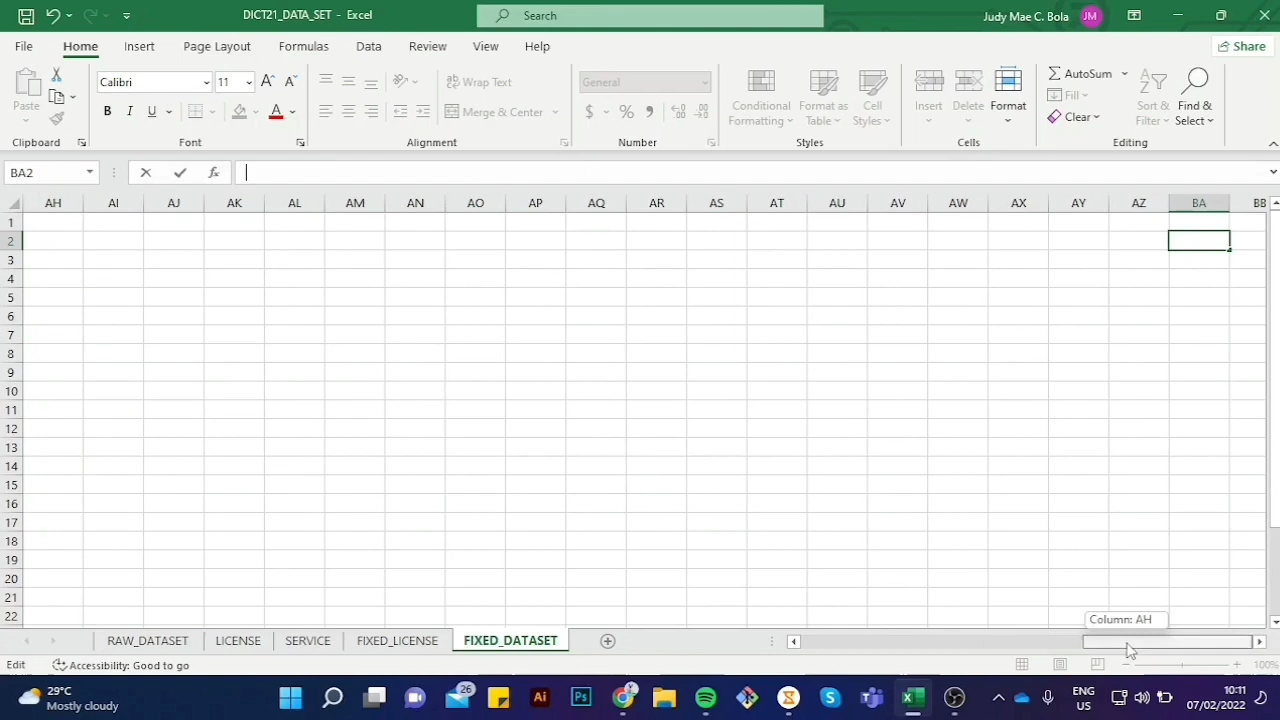 DICT21_DATA_SET - Excel
Search
Judy Mae C. Bola
JM
File
Home
Insert
Page Layout
Formulas
Data
Review
View
Help
Share
Paste
Calibri
11
Wrap Text
Merge & Center
General
Conditional
Formatting
Format as
Table
Cell
Styles
Insert
Delete
Format
AutoSum
Fill
Clear
Sort &
Filter
Find &
Select
Clipboard
Font
Alignment
Number
Styles
Cells
Editing
BA2
fx
AH AI AJ AK AL AM AN AO AP AQ AR AS AT AU AV AW AX AY AZ BA BB
1
2
3
4
5
6
7
8
9
10
11
12
13
14
15
16
17
18
19
20
21
22
Column: AH
RAW_DATASET
LICENSE
SERVICE
FIXED_LICENSE
FIXED_DATASET
Edit
Accessibility: Good to go
100%
29°C
Mostly cloudy
26
Ai
Ps
ENG
US
10:11
07/02/2022